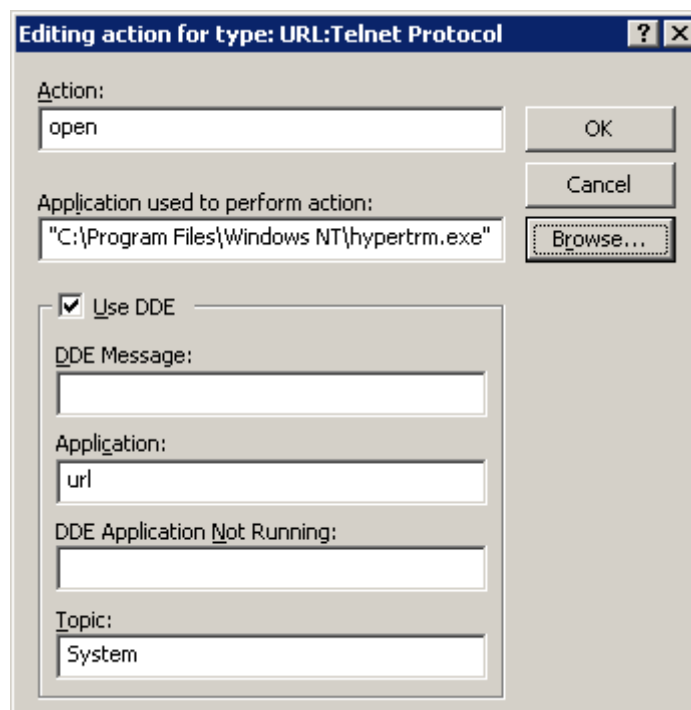 Editing action for type: URL:Telnet Protocol
Action:
open
OK
Cancel
Application used to perform action:
"C:\Program Files\Windows NT\hypertrm.exe"
Browse...
Use DDE
DDE Message:
Application:
url
DDE Application Not Running:
Topic:
System